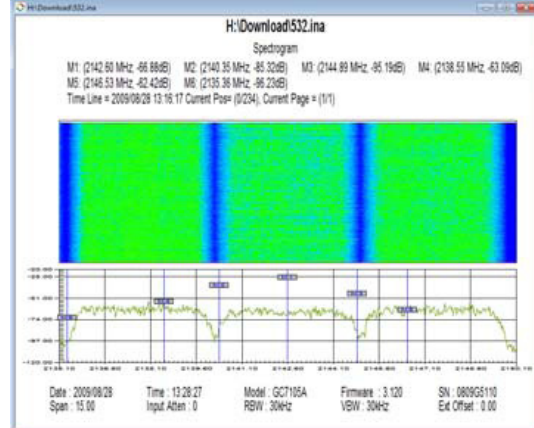 H:\Download\532.ina
H:\Download\532.ina
Spectrogram
M1: (2142.60 MHz, -66.88dB) M2: (2140.35 MHz, -85.32dB) M3: (2144.89 MHz, -95.19dB) M4: (2138.55 MHz, -63.09dB)
M5: (2146.53 MHz, -62.42dB) M6: (2135.36 MHz, -96.23dB)
Time Line = 2009/08/28 13:16:17 Current Pos= (0/234), Current Page = (1/1)
Date : 2009/08/28 Time : 13:28:27 Model : GC7105A Firmware : 3.120 SN : 0809G5110
Span : 15.00 Input Atten : 0 RBW : 30kHz VBW : 30kHz Ext Offset : 0.00